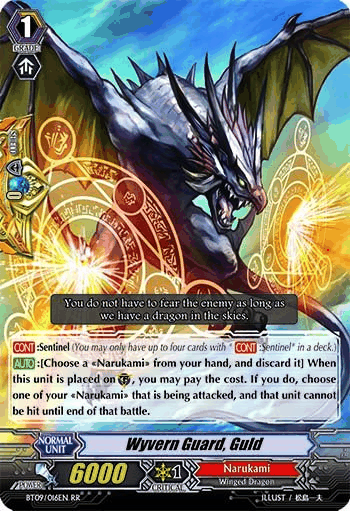 1
GRADE
0
You do not have to fear the enemy as long as
we have a dragon in the skies.
CONT :Sentinel (You may only have up to four cards with "
CONT :Sentinel" in a deck.)
AUTO :[Choose a «Narukami» from your hand, and discard it] When
this unit is placed on , you may pay the cost. If you do, choose
one of your «Narukami» that is being attacked, and that unit cannot
be hit until end of that battle.
NORMAL
UNIT
Wyvern Guard, Guld
POWER
6000
1
CRITICAL
Narukami
Winged Dragon
BT09/016EN RR
ILLUST / 松島一夫